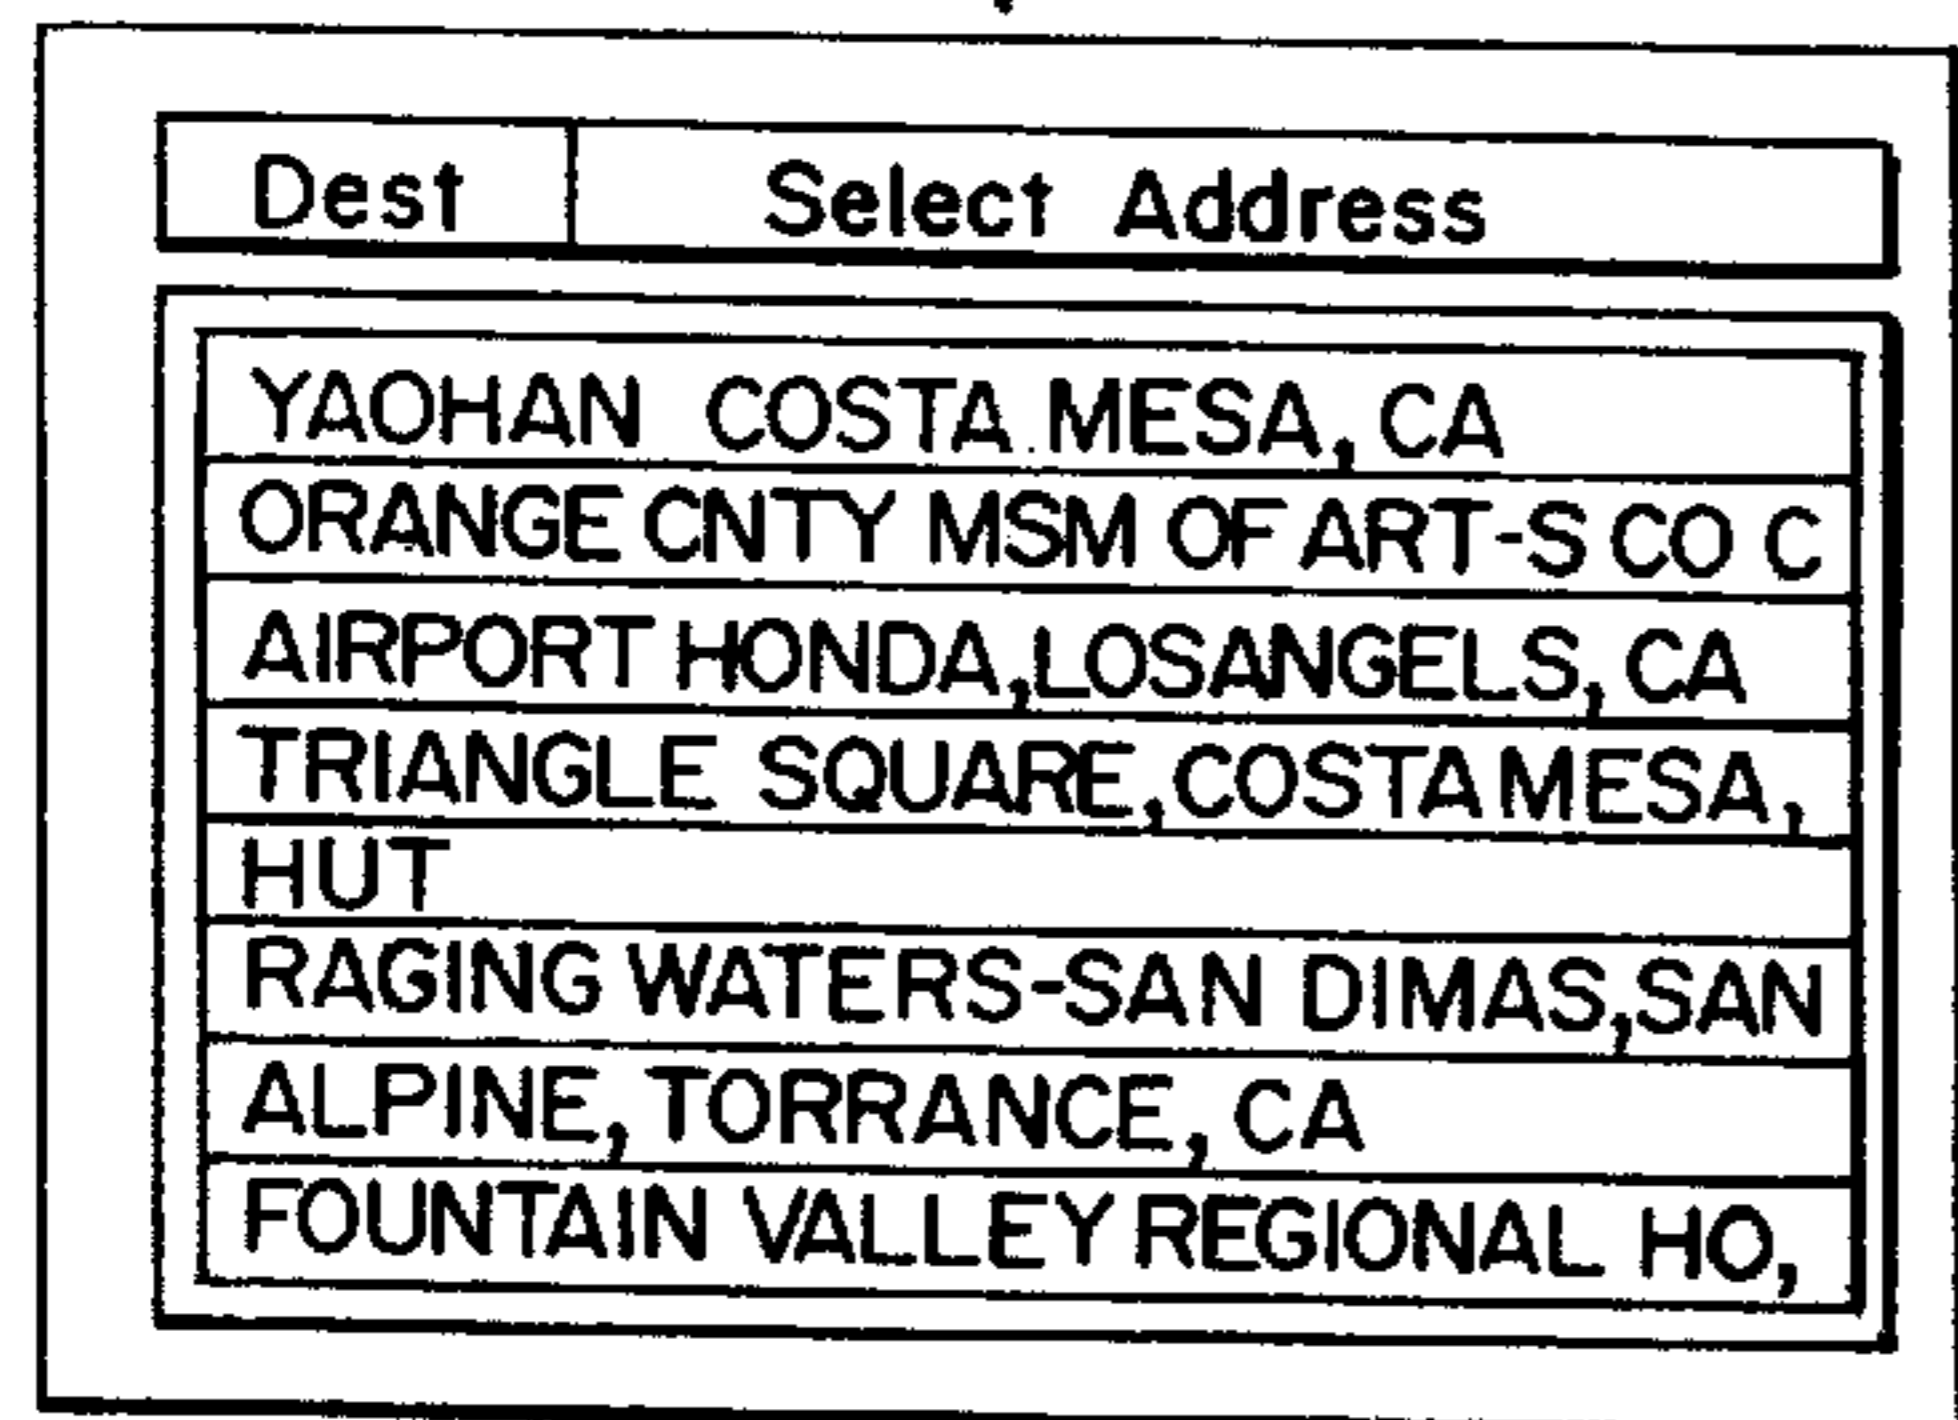 Dest Select Address
YAOHAN COSTA MESA, CA
ORANGE CNTY MSM OF ART-S CO C
AIRPORT HONDA,LOSANGELS, CA
TRIANGLE SQUARE,COSTA MESA,
HUT
RAGING WATERS-SAN DIMAS,SAN
ALPINE, TORRANCE, CA
FOUNTAIN VALLEY REGIONAL HO,